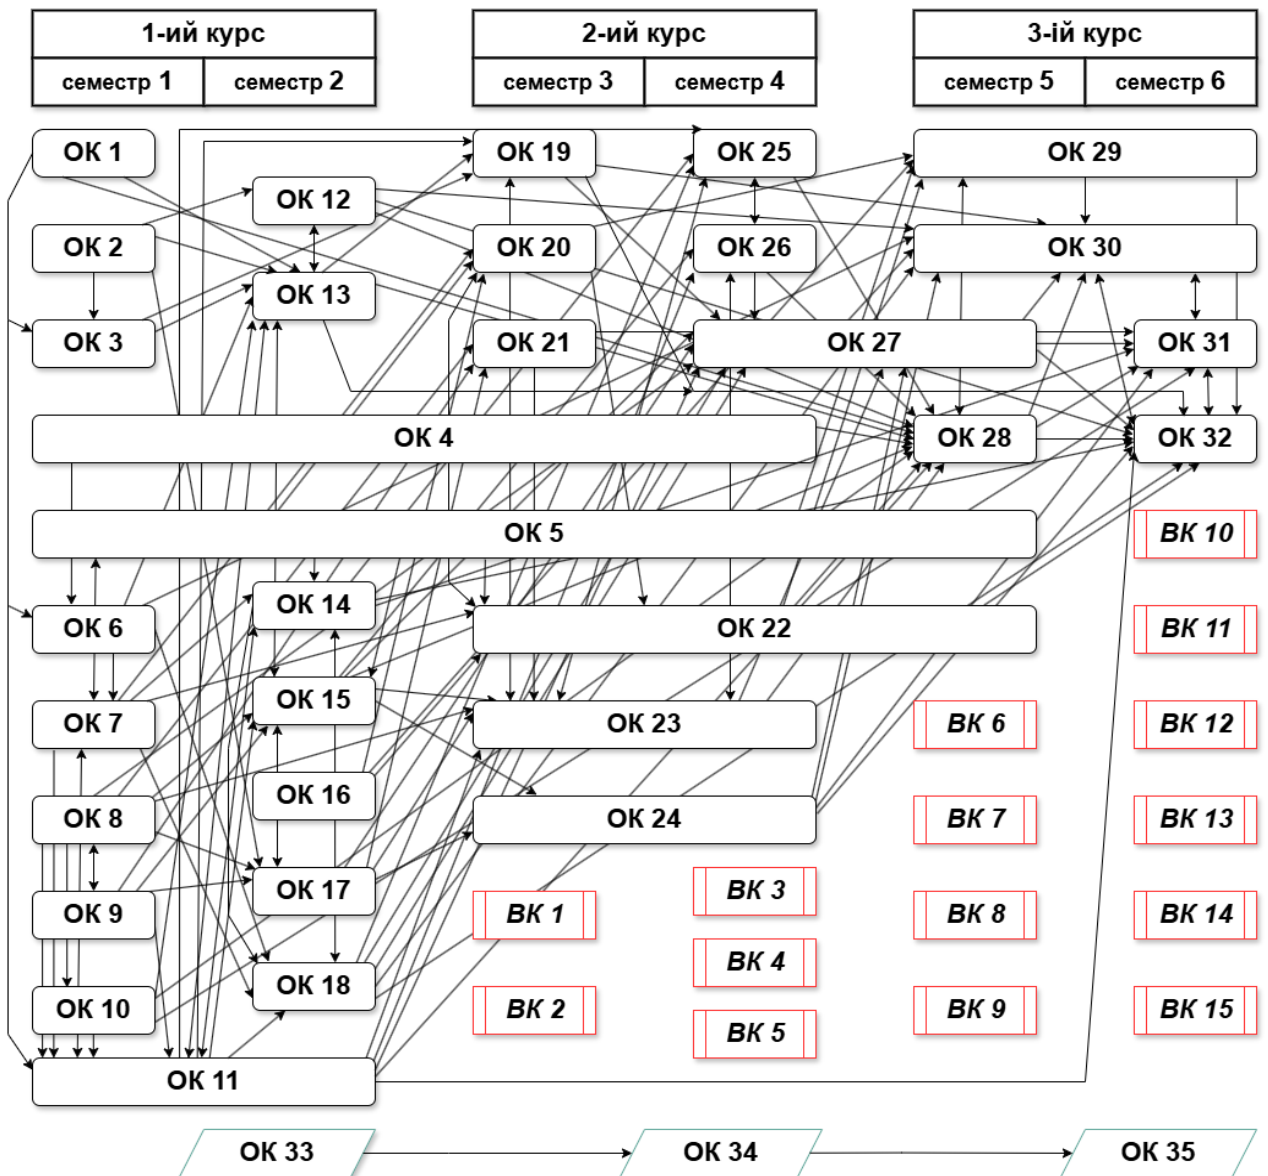 1-ий курс
2-ий курс
3-ій курс
семестр 1
семестр 2
семестр 3
семестр 4
семестр 5
семестр 6
ОК 1
ОК 19
ОК 25
ОК 29
ОК 12
ОК 2
ОК 20
ОК 26
ОК 30
ОК 13
ОК 3
ОК 21
ОК 27
ОК 31
ОК 4
ОК 28
ОК 32
ОК 5
ВК 10
ОК 14
ОК 6
ОК 22
ВК 11
ОК 15
ОК 7
ОК 23
ВК 6
ВК 12
ОК 16
ОК 8
ОК 24
ВК 7
ВК 13
ОК 17
ВК 3
ОК 9
ВК 1
ВК 8
ВК 14
ВК 4
ОК 18
ОК 10
ВК 2
ВК 9
ВК 15
ВК 5
ОК 11
ОК 33
ОК 34
ОК 35